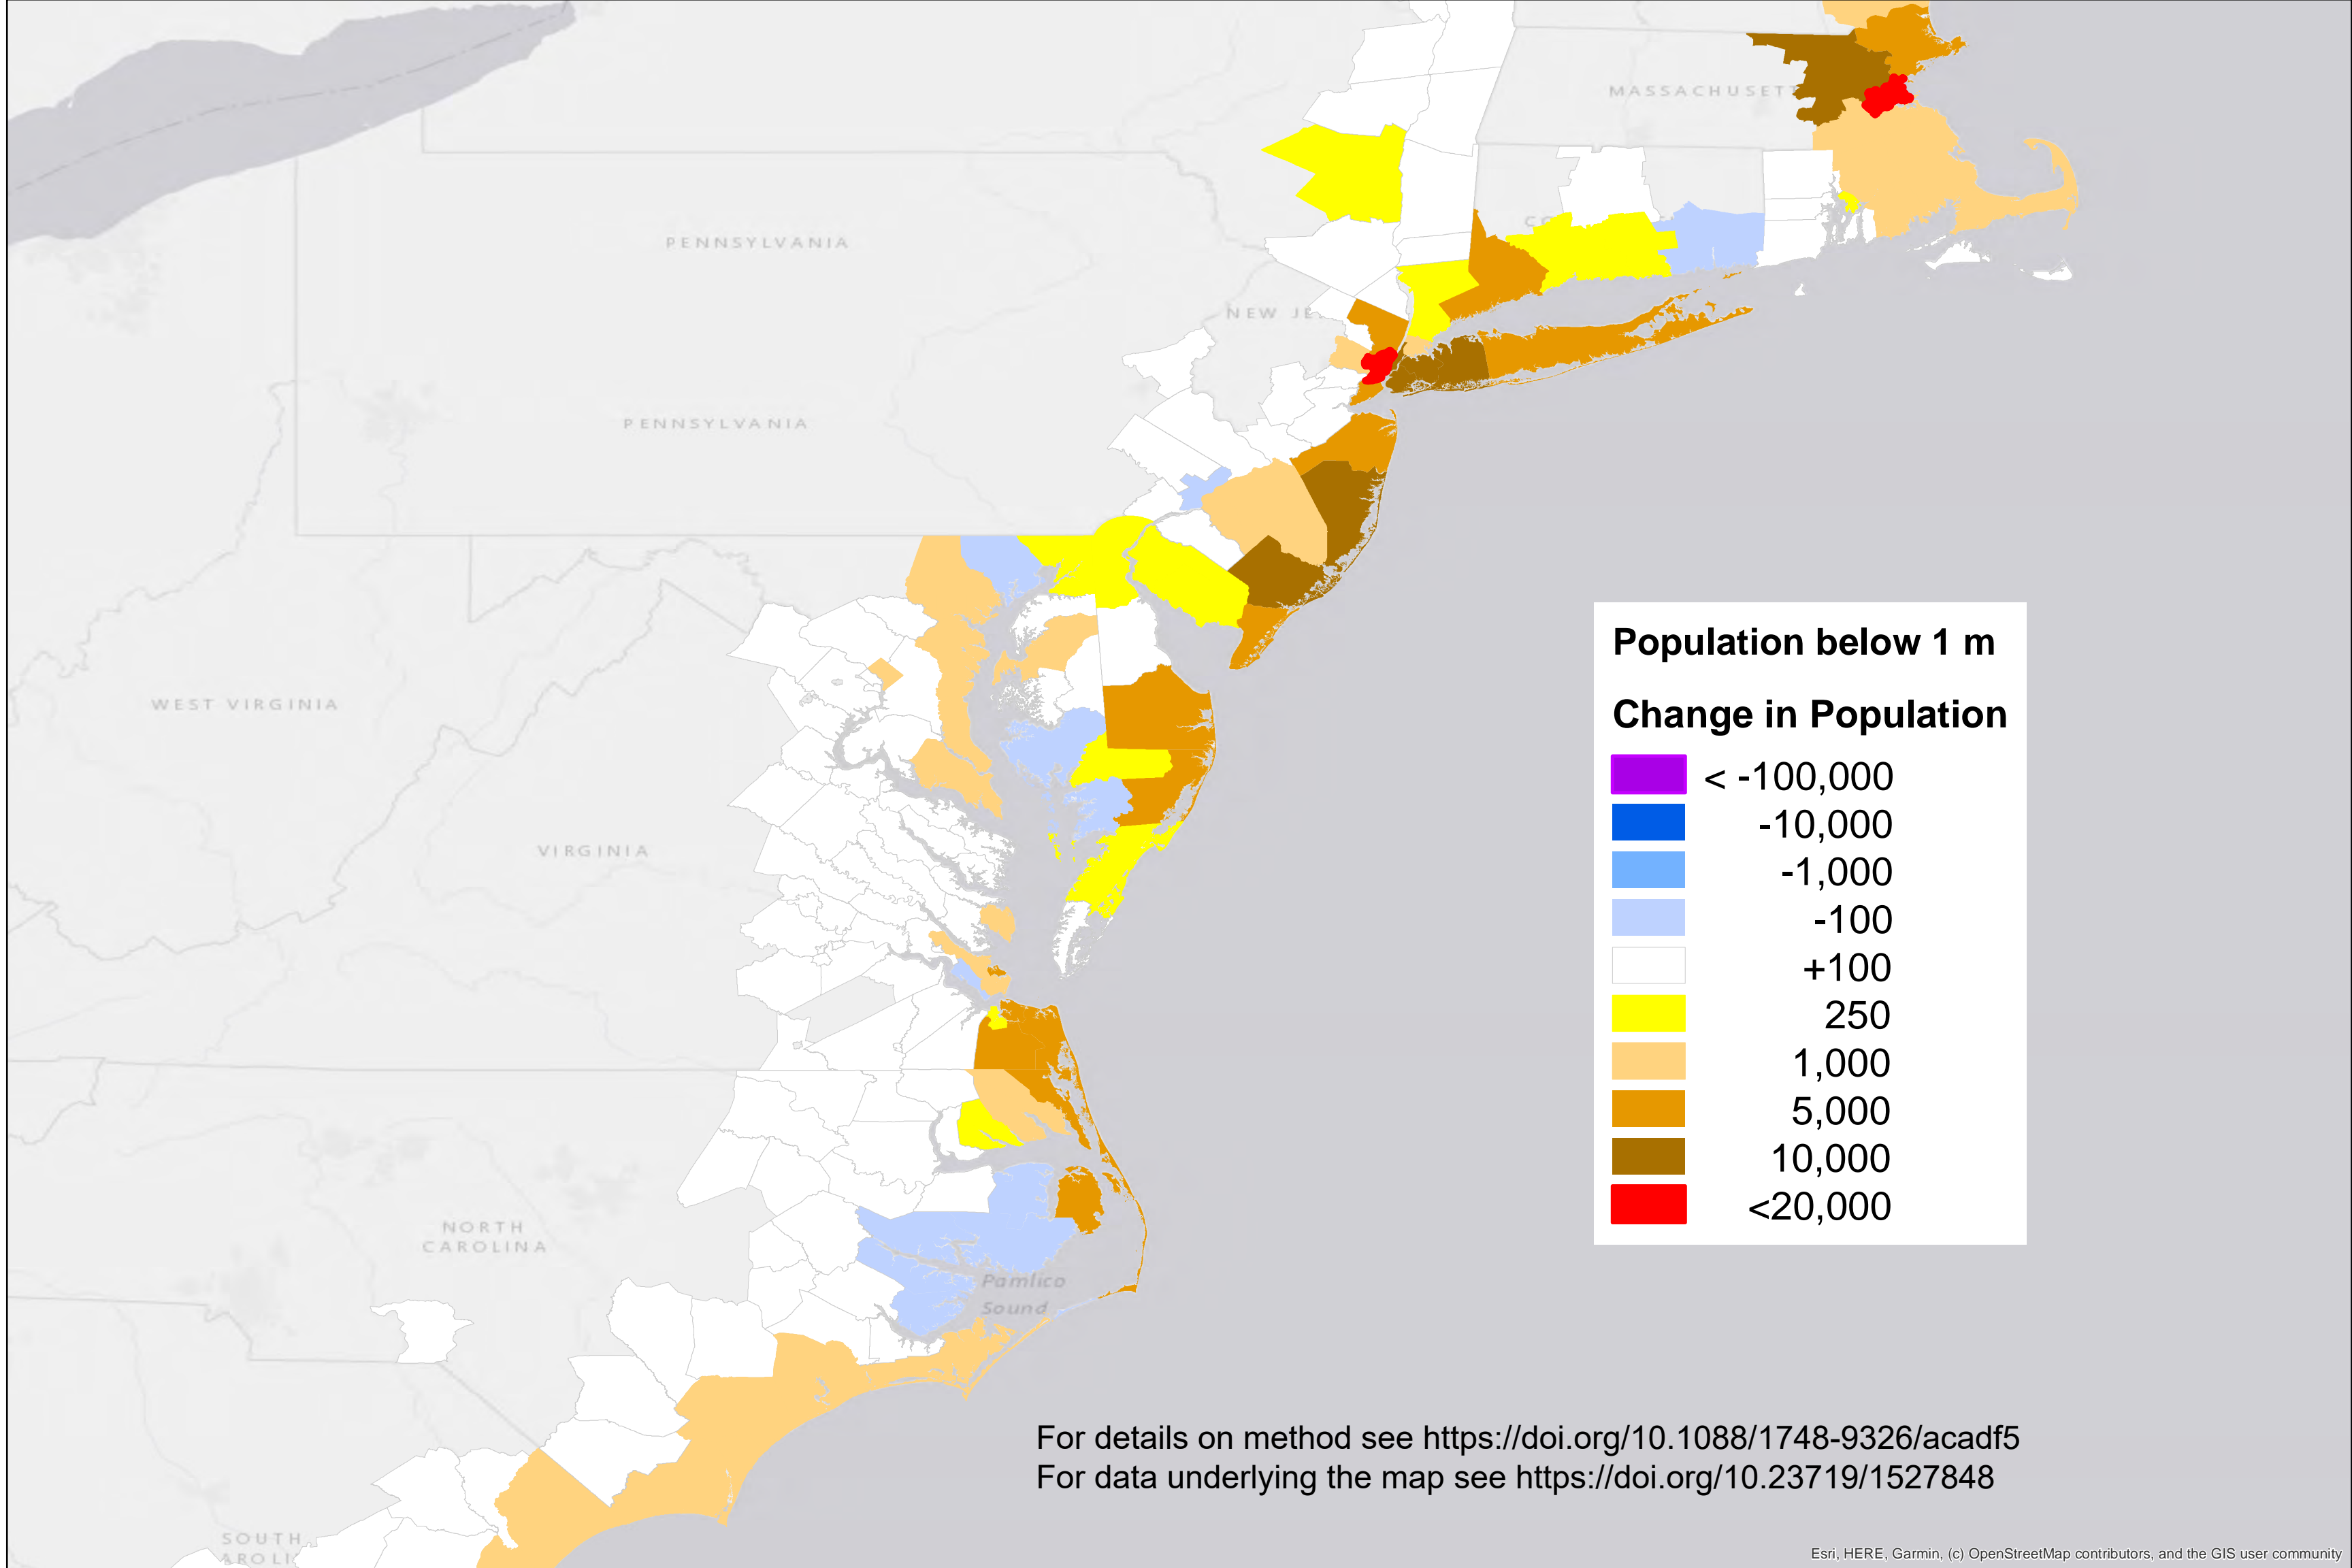 MASSACHUSET
PENNSYLVANIA
NEW JE
PENNSYLVANIA
WEST VIRGINIA
VIRGINIA
Population below 1 m
Change in Population
< -100,000
-10,000
-1,000
-100
+100
250
1,000
5,000
10,000
<20,000
NORTH
CAROLINA
Pamlico
Sound
For details on method see https://doi.org/10.1088/1748-9326/acadf5
For data underlying the map see https://doi.org/10.23719/1527848
SOUTH
AROLI
Esri, HERE, Garmin, (c) OpenStreetMap contributors, and the GIS user community